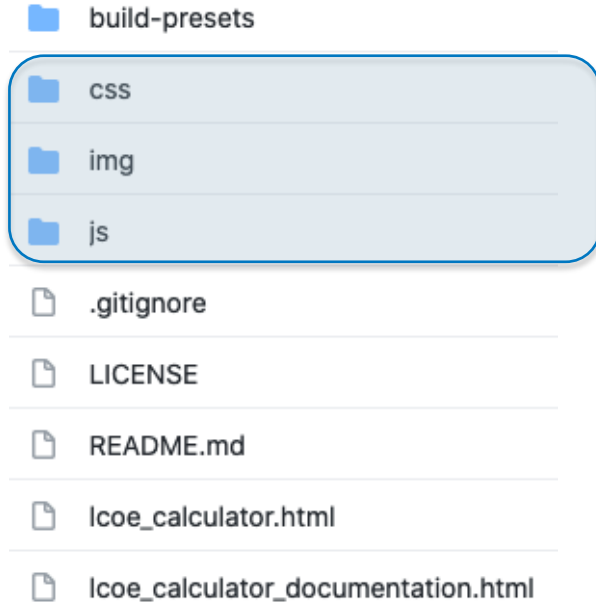 build-presets
css
img
js
.gitignore
LICENSE
README.md
lcoe_calculator.html
lcoe_calculator_documentation.html